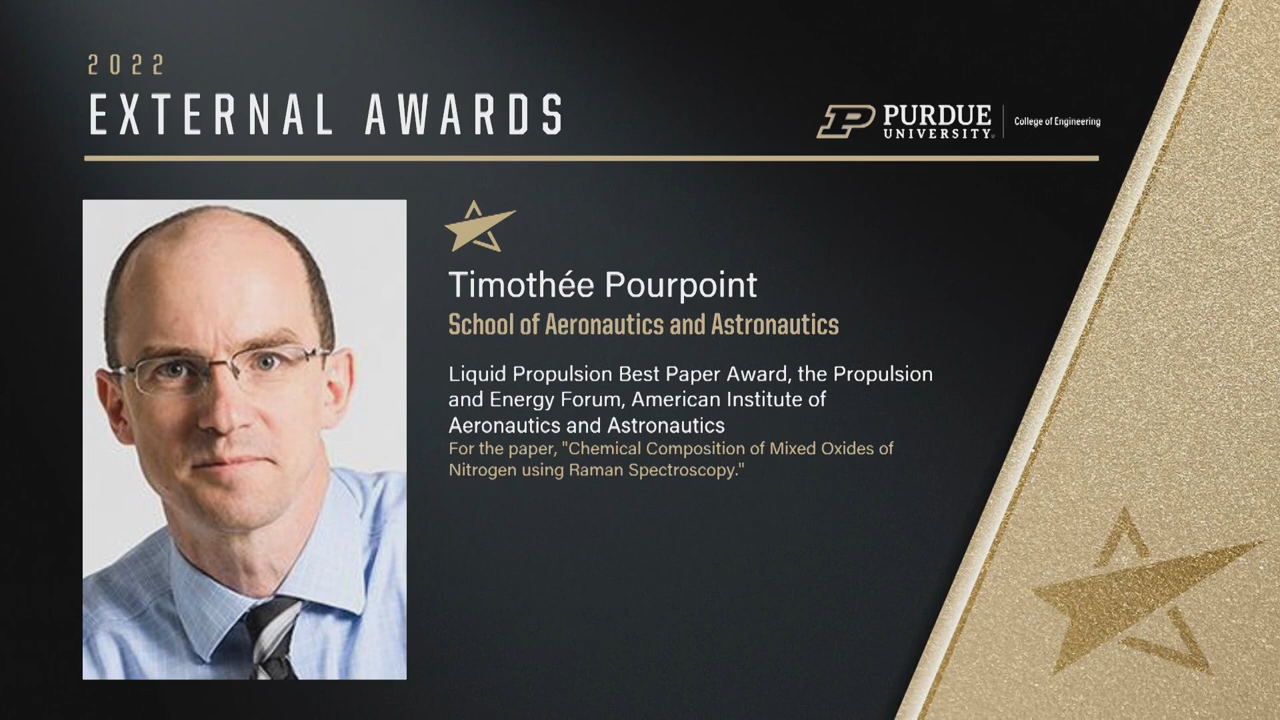 2022
EXTERNAL AWARDS
PURDUE
UNIVERSITY®
College of Engineering
Timothée Pourpoint
School of Aeronautics and Astronautics
Liquid Propulsion Best Paper Award, the Propulsion
and Energy Forum, American Institute of
Aeronautics and Astronautics
For the paper, "Chemical Composition of Mixed Oxides of
Nitrogen using Raman Spectroscopy."